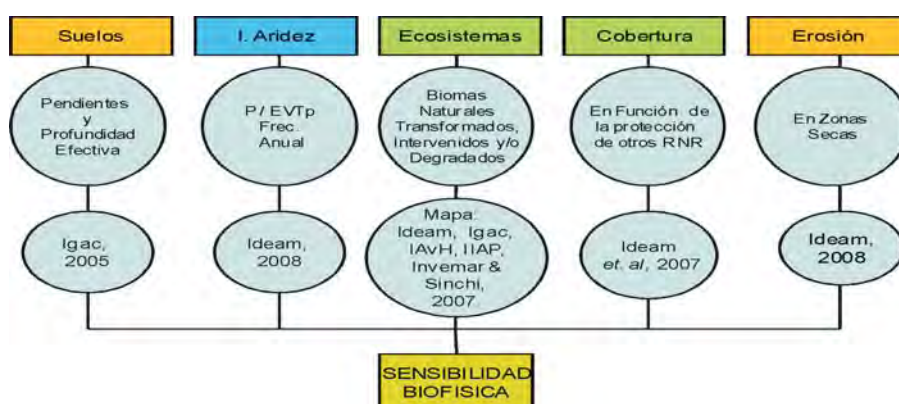 Suelos
I. Aridez
Ecosistemas
Cobertura
Erosión
Pendientes
y
Profundidad
Efectiva
P / EVTp
Frec.
Anual
Biomas
Naturales
Transformados,
Intervenidos y/o
Degradados
En Función de
la protección
de otros RNR
En Zonas
Secas
Igac,
2005
Ideam,
2008
Mapa:
Ideam, Igac,
IAvH, IIAP,
Invemar &
Sinchi,
2007.
Ideam
et. al, 2007
Ideam,
2008
SENSIBILIDAD
BIOFISICA